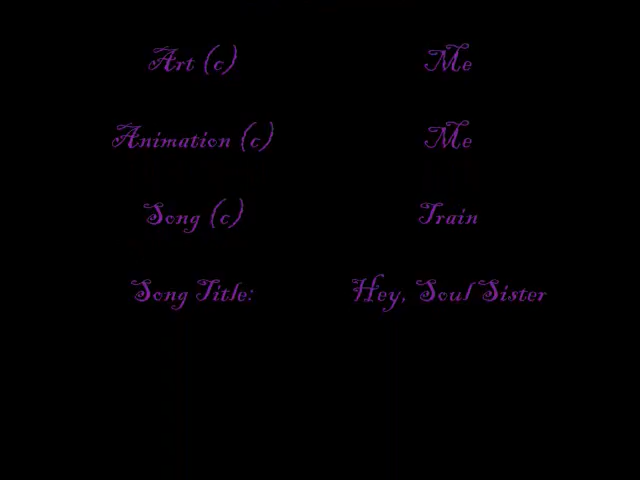 Art (c) Me
Animation (c) Me
Song (c) Train
Song Title: Hey, Soul Sister